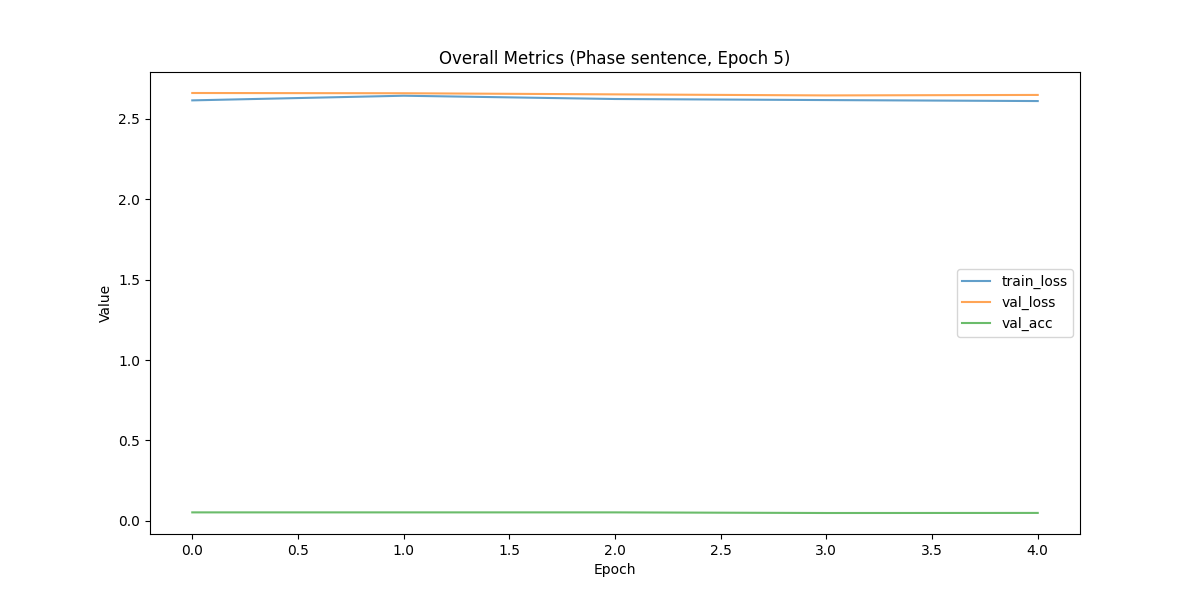 Overall Metrics (Phase sentence, Epoch 5)
Value
2.5
2.0
1.5
1.0
0.5
0.0
train_loss
val_loss
val_acc
0.0 0.5 1.0 1.5 2.0 2.5 3.0 3.5 4.0
Epoch